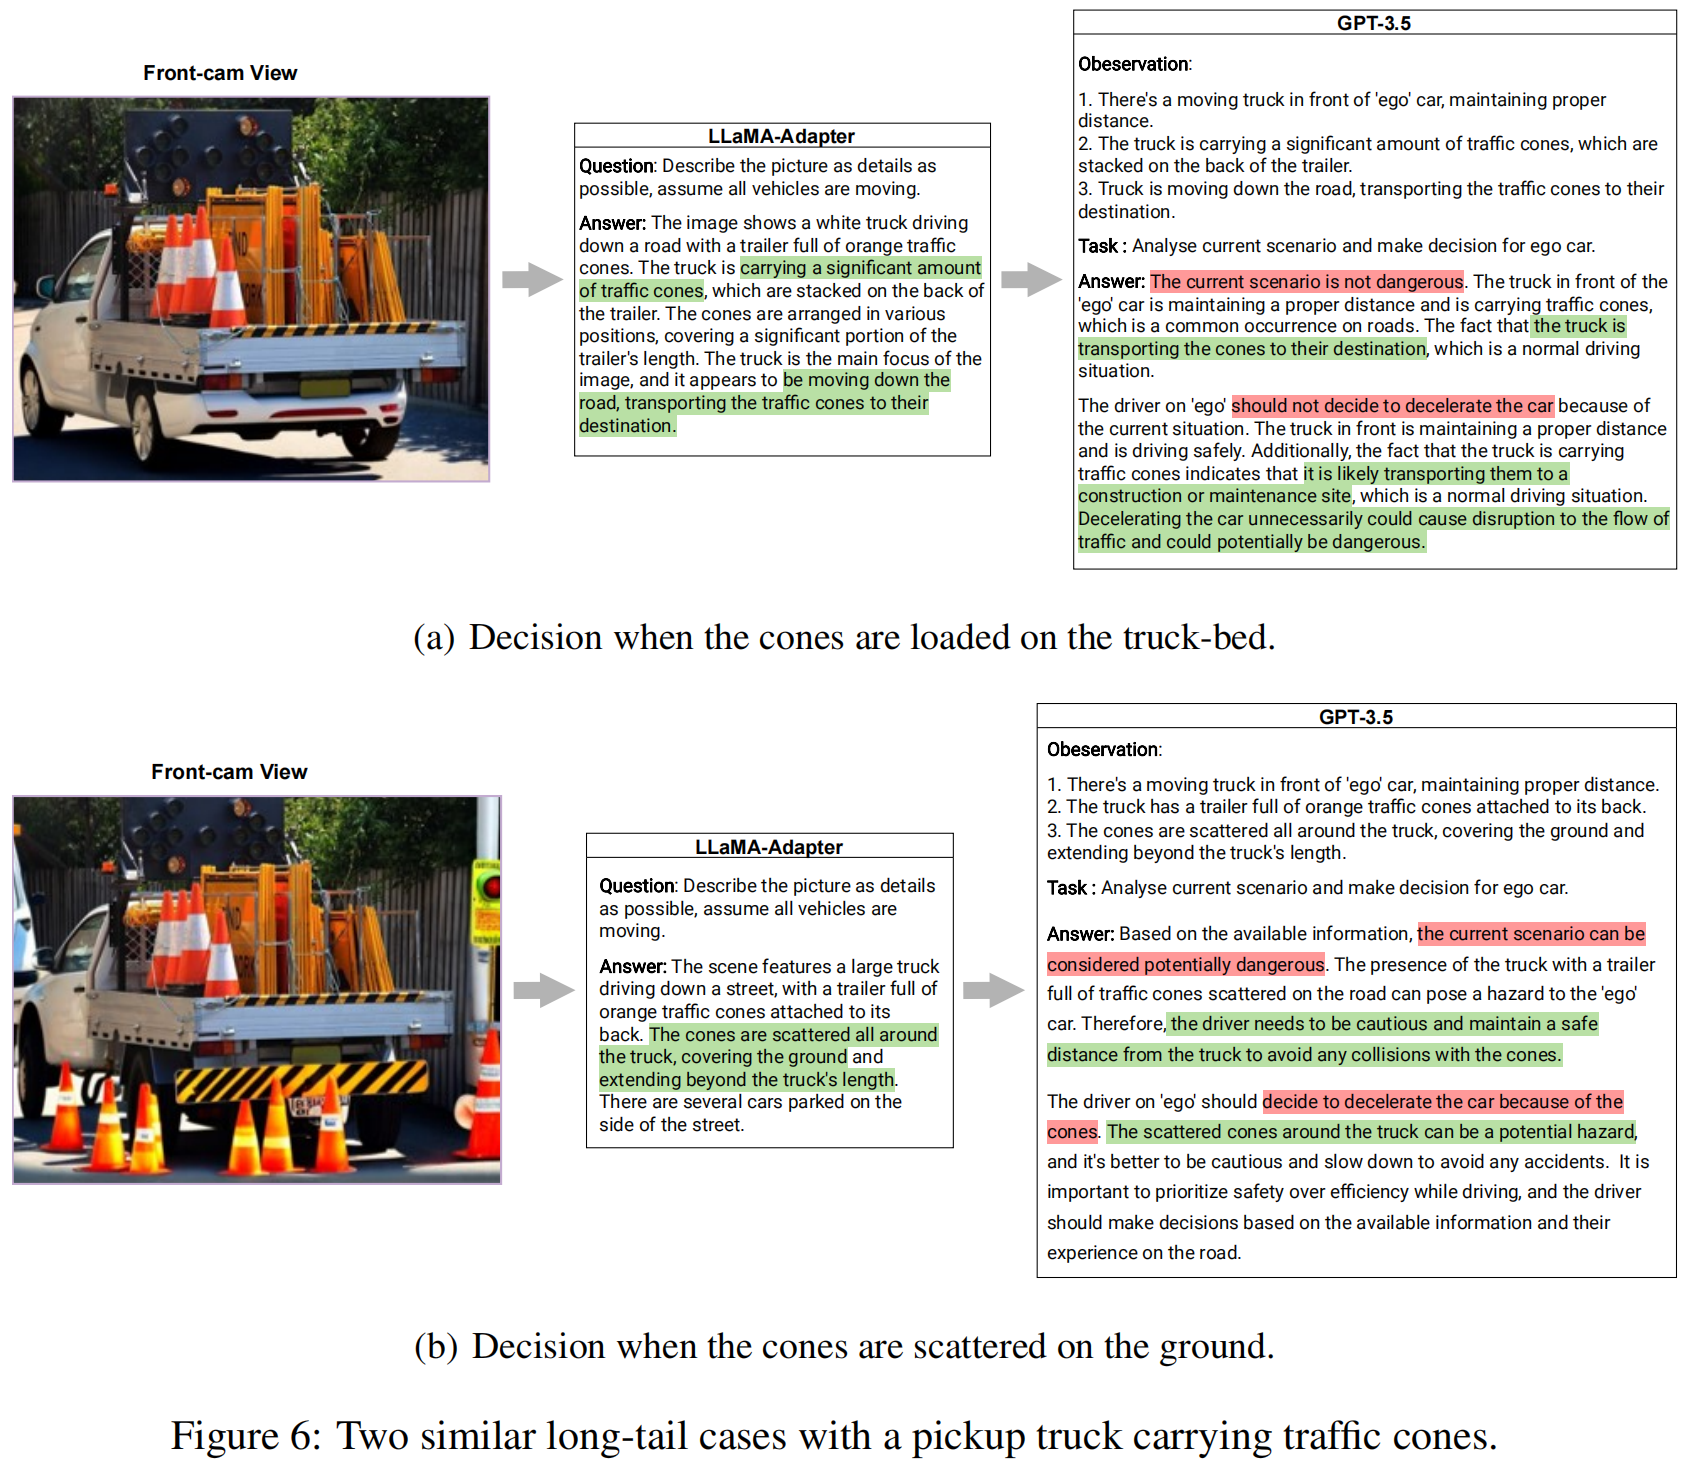 Front-cam View
LLaMA-Adapter
Question: Describe the picture as details as
possible, assume all vehicles are moving.
Answer: The image shows a white truck driving
down a road with a trailer full of orange traffic
cones. The truck is carrying a significant amount
of traffic cones, which are stacked on the back of
the trailer. The cones are arranged in various
positions, covering a significant portion of the
trailer's length. The truck is the main focus of the
image, and it appears to be moving down the
road, transporting the traffic cones to their
destination.
GPT-3.5
Obeservation:
1. There's a moving truck in front of 'ego' car, maintaining proper
distance.
2. The truck is carrying a significant amount of traffic cones, which are
stacked on the back of the trailer.
3. Truck is moving down the road, transporting the traffic cones to their
destination.
Task : Analyse current scenario and make decision for ego car.
Answer: The current scenario is not dangerous. The truck in front of the
'ego' car is maintaining a proper distance and is carrying traffic cones,
which is a common occurrence on roads. The fact that the truck is
transporting the cones to their destination, which is a normal driving
situation.
The driver on 'ego' should not decide to decelerate the car because of
the current situation. The truck in front is maintaining a proper distance
and is driving safely. Additionally, the fact that the truck is carrying
traffic cones indicates that it is likely transporting them to a
construction or maintenance site, which is a normal driving situation.
Decelerating the car unnecessarily could cause disruption to the flow of
traffic and could potentially be dangerous.
(a) Decision when the cones are loaded on the truck-bed.
Front-cam View
LLaMA-Adapter
Question: Describe the picture as details
as possible, assume all vehicles are
moving.
Answer: The scene features a large truck
driving down a street, with a trailer full of
orange traffic cones attached to its
back. The cones are scattered all around
the truck, covering the ground and
extending beyond the truck's length.
There are several cars parked on the
side of the street.
GPT-3.5
Obeservation:
1. There's a moving truck in front of 'ego' car, maintaining proper distance.
2. The truck has a trailer full of orange traffic cones attached to its back.
3. The cones are scattered all around the truck, covering the ground and
extending beyond the truck's length.
Task : Analyse current scenario and make decision for ego car.
Answer: Based on the available information, the current scenario can be
considered potentially dangerous. The presence of the truck with a trailer
full of traffic cones scattered on the road can pose a hazard to the 'ego'
car. Therefore, the driver needs to be cautious and maintain a safe
distance from the truck to avoid any collisions with the cones.
The driver on 'ego' should decide to decelerate the car because of the
cones. The scattered cones around the truck can be a potential hazard,
and it's better to be cautious and slow down to avoid any accidents. It is
important to prioritize safety over efficiency while driving, and the driver
should make decisions based on the available information and their
experience on the road.
(b) Decision when the cones are scattered on the ground.
Figure 6: Two similar long-tail cases with a pickup truck carrying traffic cones.